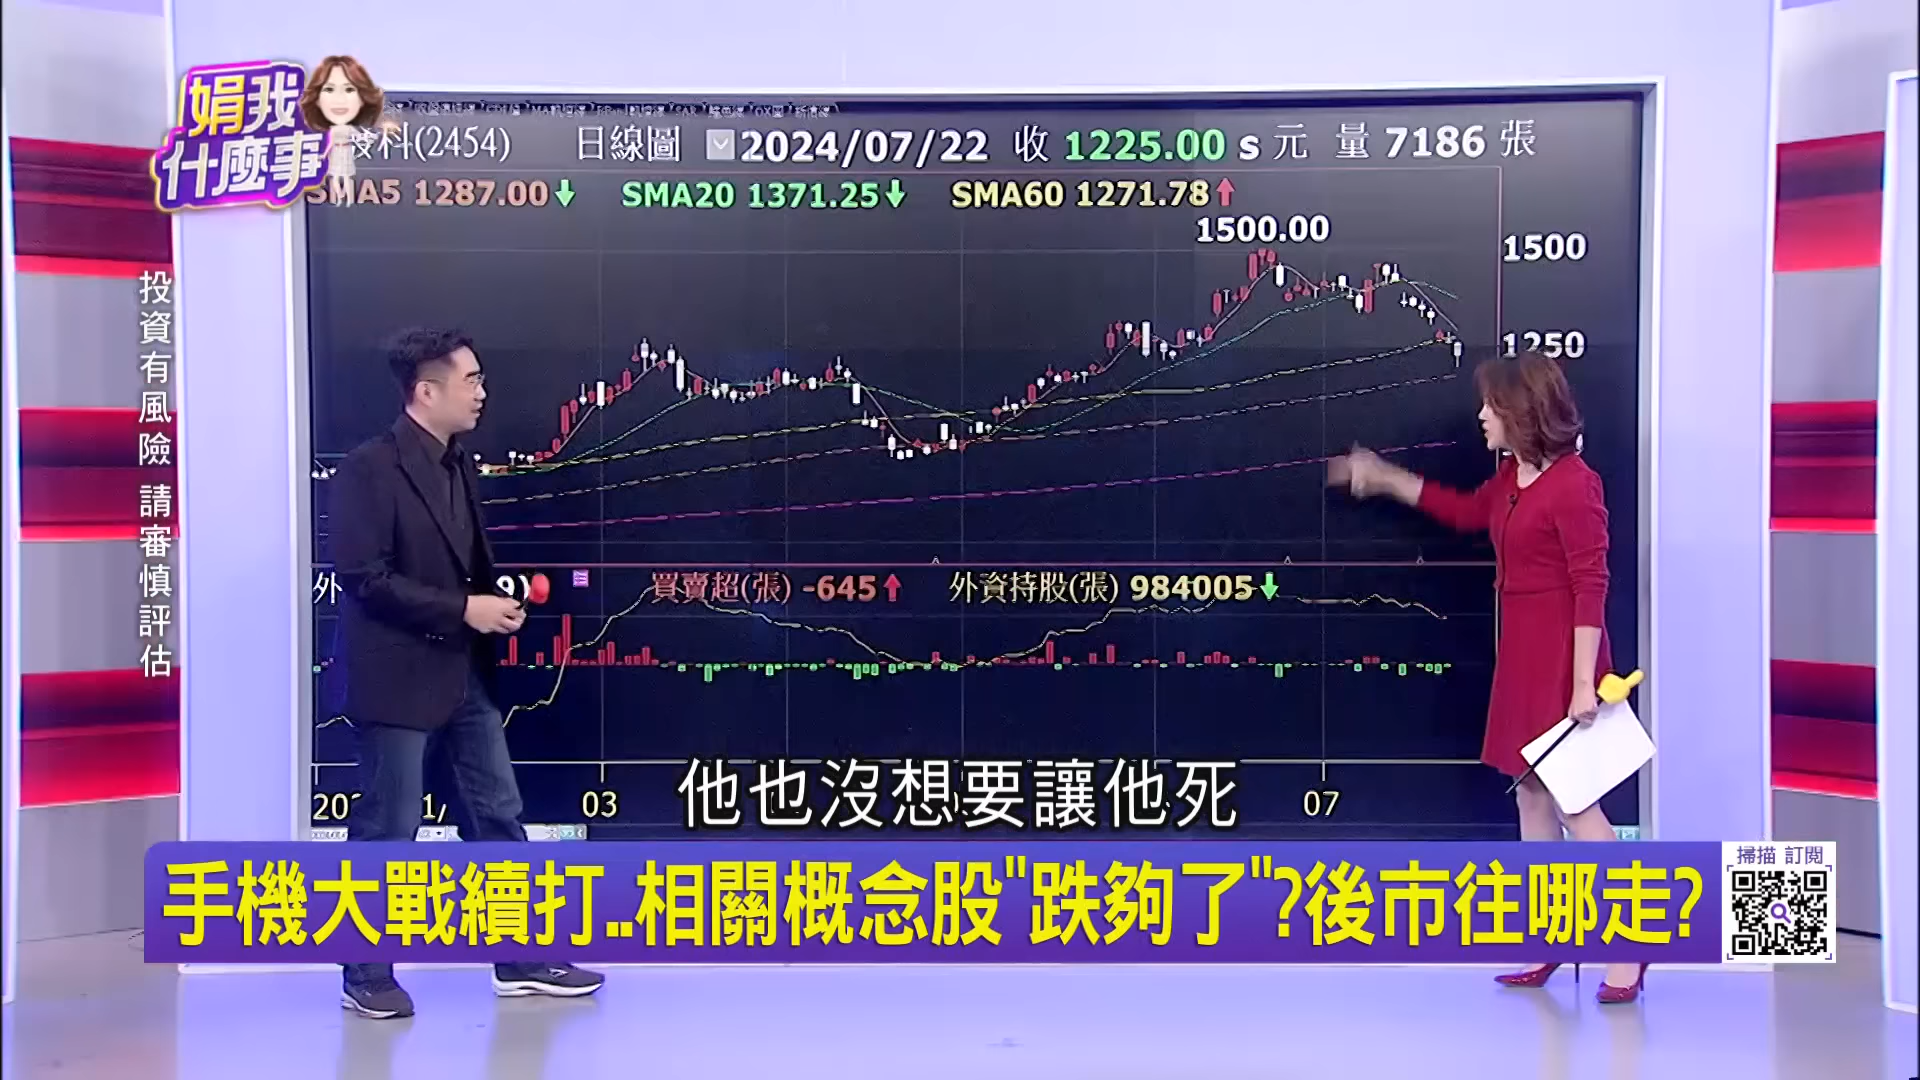 娟我
什麼事
投資有風險 請審慎評估
發科(2454) 日線圖 2024/07/22 收 1225.00 s 元 量 7186 張
SMA5 1287.00↓ SMA20 1371.25↓ SMA60 1271.78↑
1500.00
1500
1250
外 9) 買賣超(張) -645↑ 外資持股(張) 984005↓
03
07
他也沒想要讓他死
掃描 訂閱
手機大戰續打..相關概念股"跌夠了"?後市往哪走?